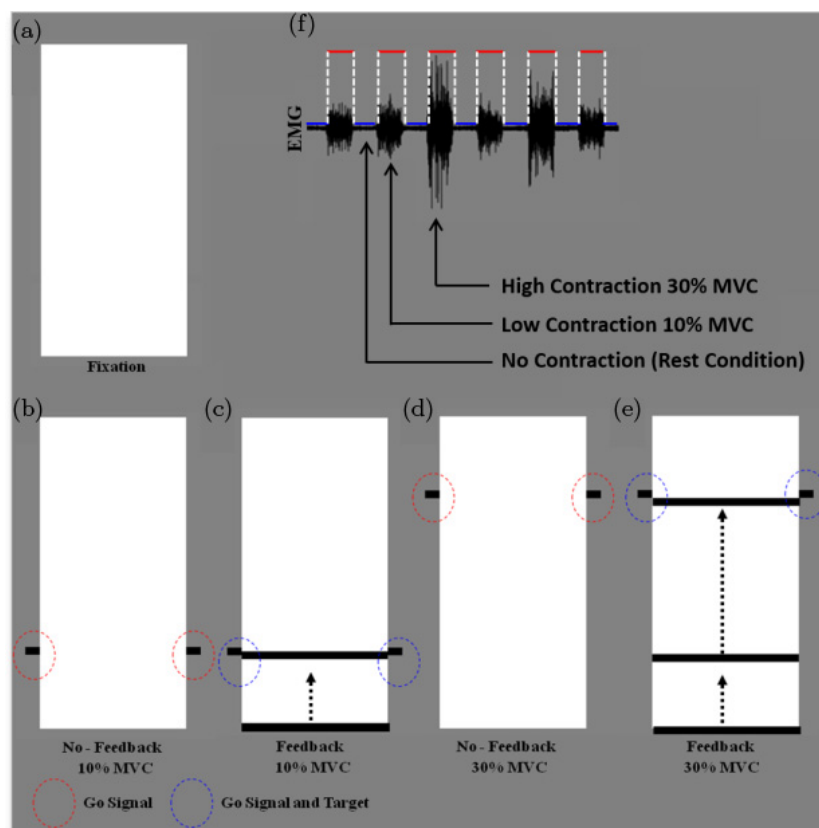 (a)
(f)
EMG
High Contraction 30% MVC
Low Contraction 10% MVC
No Contraction (Rest Condition)
Fixation
(b)
(c)
(d)
(e)
No - Feedback
10% MVC
Feedback
10% MVC
No - Feedback
30% MVC
Feedback
30% MVC
Go Signal
Go Signal and Target